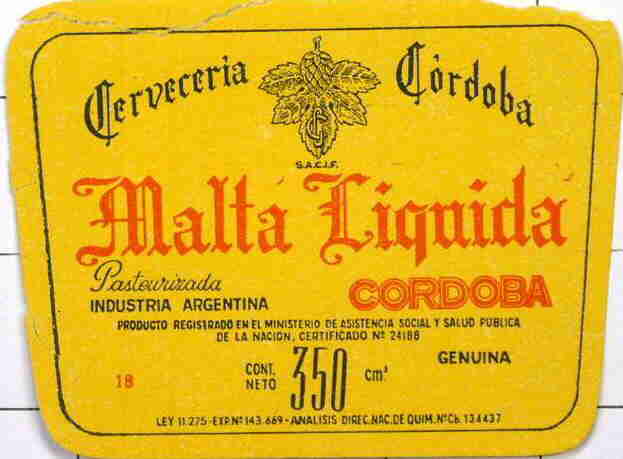 Cerveceria Córdoba
S.A.C.I.F.
Malta Liquida
Pasteurizada
CORDOBA
INDUSTRIA ARGENTINA
PRODUCTO REGISTRADO EN EL MINISTERIO DE ASISTENCIA SOCIAL Y SALUD PUBLICA
DE LA NACION, CERTIFICADO Nº 24188
GENUINA
18 CONT. NETO 350 cm³
LEY 11.275-EXP.Nº 143.669-ANALISIS DIREC.NAC.DE QUIM.NºCb.134437